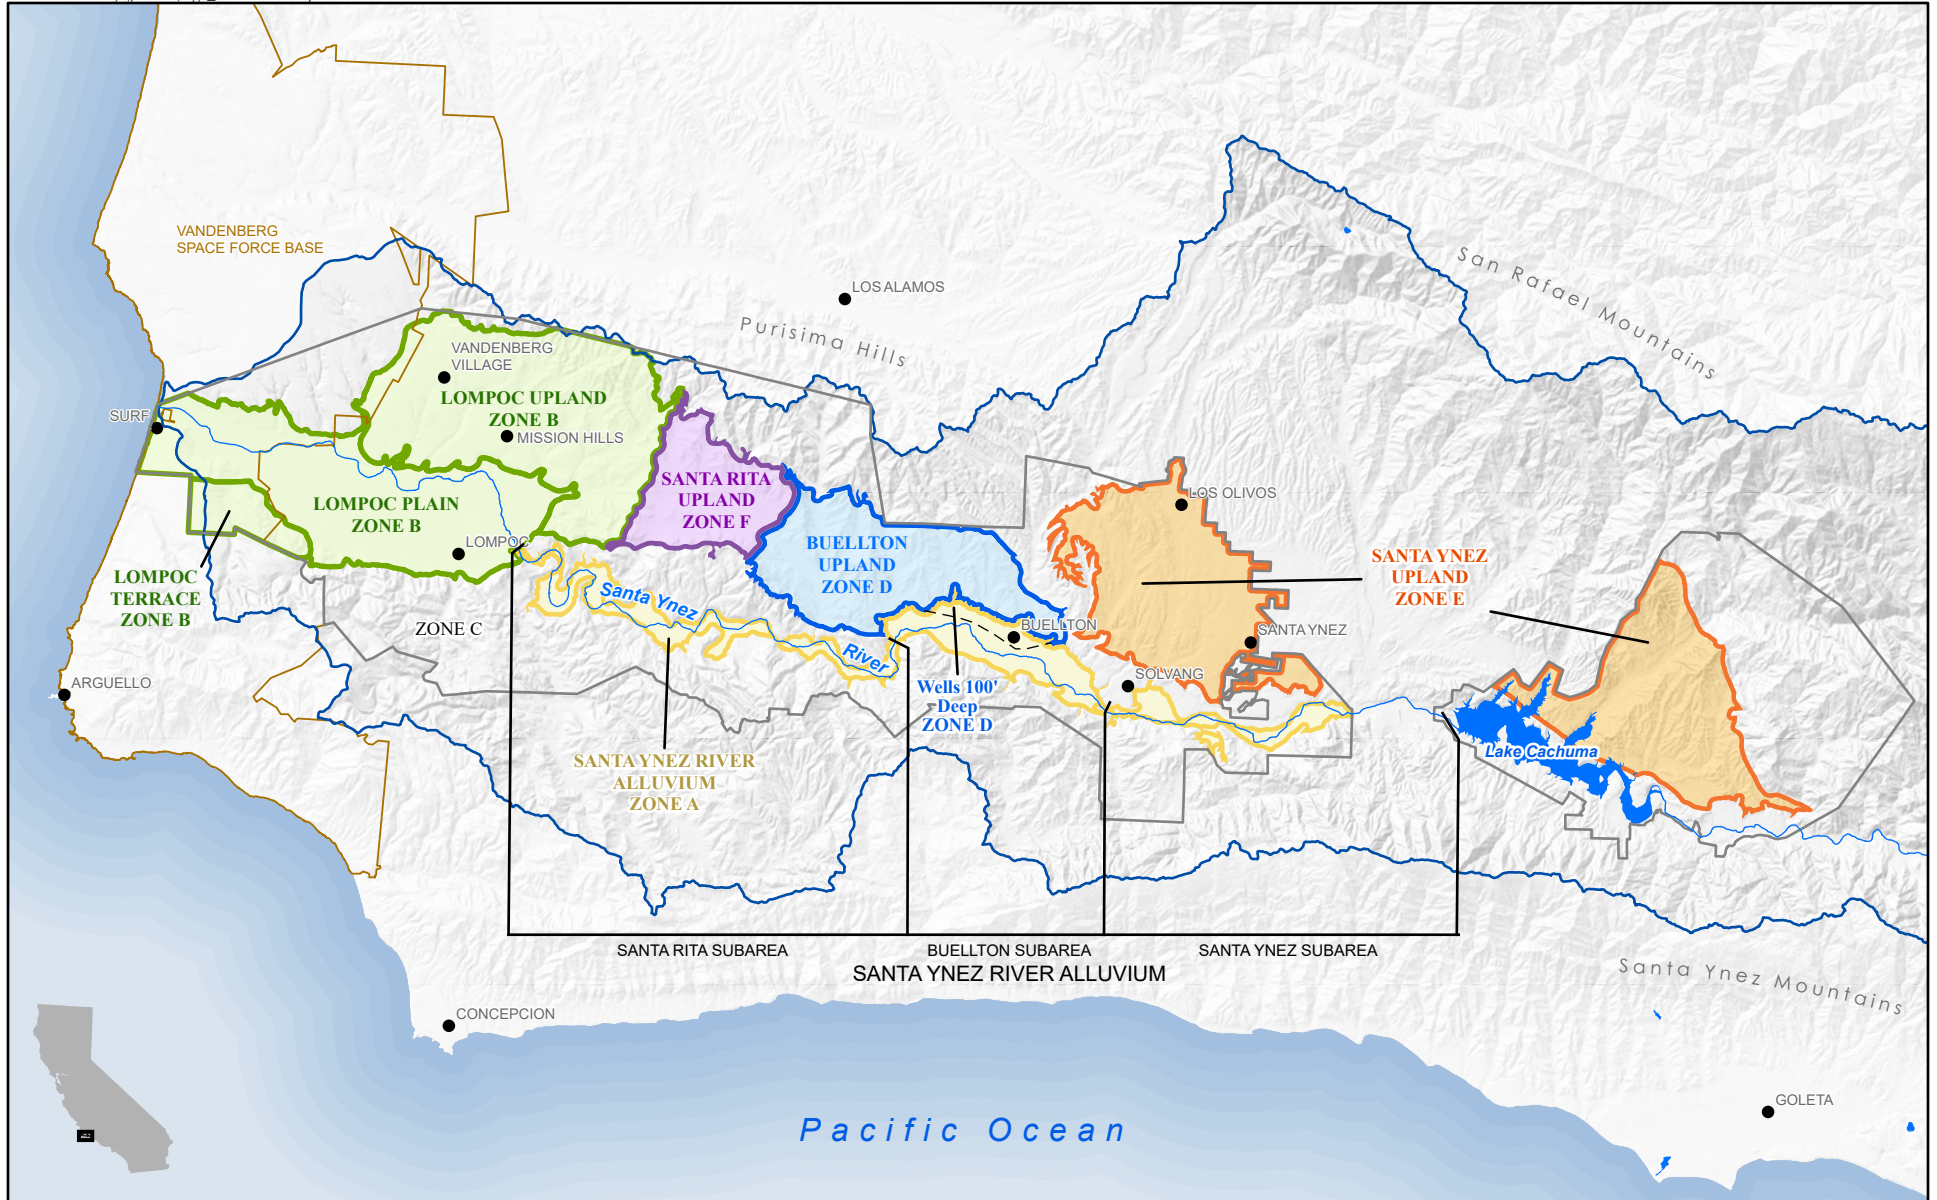 VANDENBERG
SPACE FORCE BASE
LOS ALAMOS
San Rafael Mountains
Purisima Hills
VANDENBERG
VILLAGE
LOMPOC UPLAND
ZONE B
SURF
MISSION HILLS
SANTA RITA
UPLAND
ZONE F
LOS OLIVOS
LOMPOC PLAIN
ZONE B
LOMPOC
BUELLTON
UPLAND
ZONE D
SANTA YNEZ
UPLAND
ZONE E
LOMPOC
TERRACE
ZONE B
Santa Ynez
River
ZONE C
BUELLTON
SANTA YNEZ
SOLVANG
ARGUELLO
Wells 100'
Deep
ZONE D
Lake Cachuma
SANTA YNEZ RIVER
ALLUVIUM
ZONE A
SANTA RITA SUBAREA
BUELLTON SUBAREA
SANTA YNEZ SUBAREA
SANTA YNEZ RIVER ALLUVIUM
Santa Ynez Mountains
CONCEPCION
GOLETA
Pacific Ocean